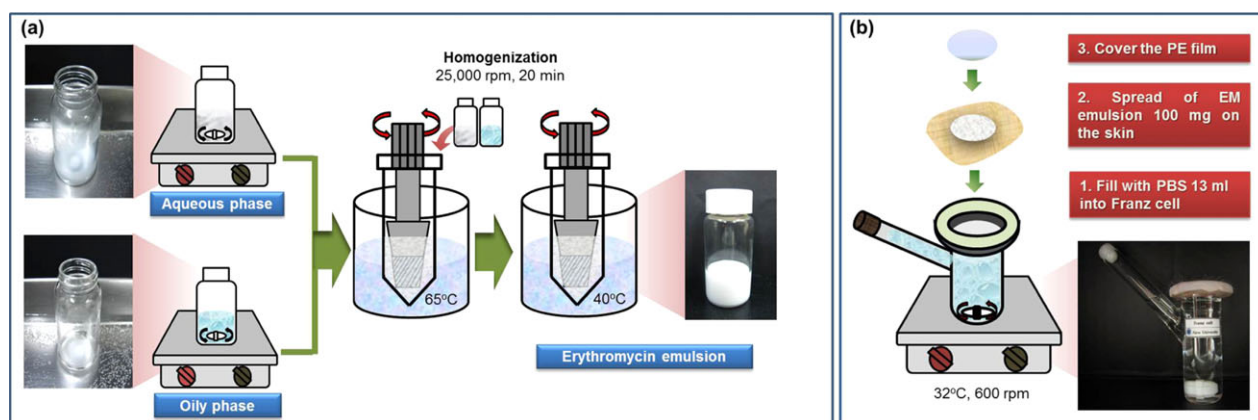 (a)
Homogenization
25,000 rpm, 20 min
Aqueous phase
65°C
40°C
Oily phase
Erythromycin emulsion
(b)
3. Cover the PE film
2. Spread of EM
emulsion 100 mg on
the skin
1. Fill with PBS 13 ml
into Franz cell
Franz cell
32°C, 600 rpm